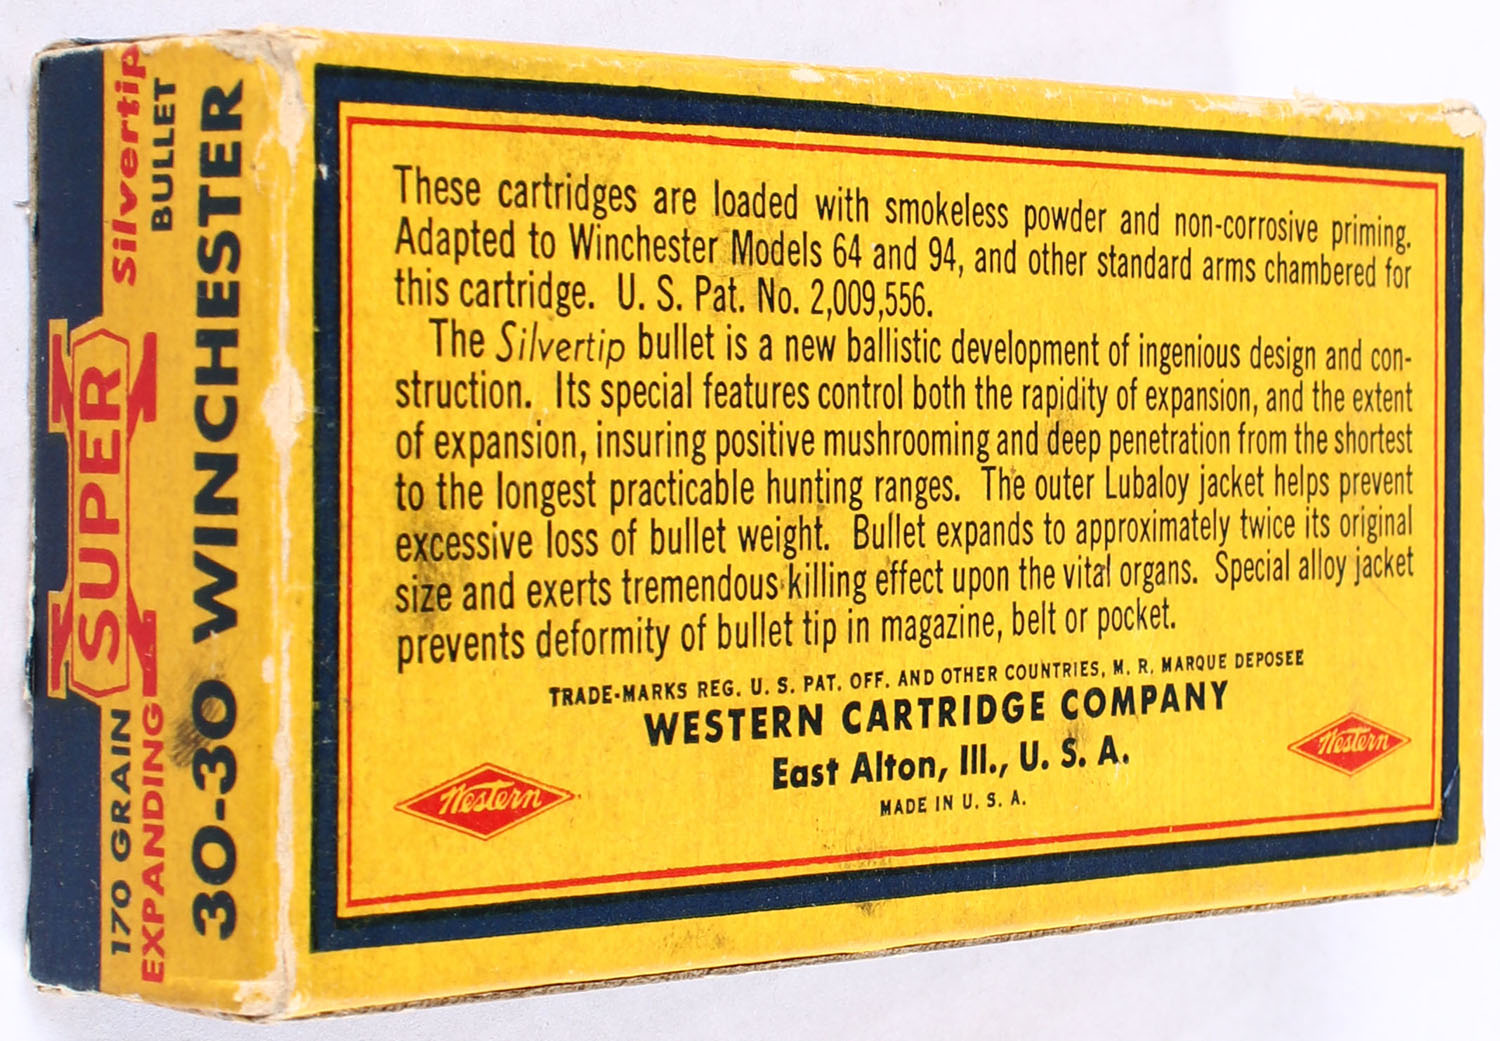 170 GRAIN
EXPANDING
SUPER
X
Silvertip
BULLET
30-30 WINCHESTER
These cartridges are loaded with smokeless powder and non-corrosive priming.
Adapted to Winchester Models 64 and 94, and other standard arms chambered for
this cartridge. U. S. Pat. No. 2,009,556.
The Silvertip bullet is a new ballistic development of ingenious design and con-
struction. Its special features control both the rapidity of expansion, and the extent
of expansion, insuring positive mushrooming and deep penetration from the shortest
to the longest practicable hunting ranges. The outer Lubaloy jacket helps prevent
excessive loss of bullet weight. Bullet expands to approximately twice its original
size and exerts tremendous killing effect upon the vital organs. Special alloy jacket
prevents deformity of bullet tip in magazine, belt or pocket.
TRADE-MARKS REG. U. S. PAT. OFF. AND OTHER COUNTRIES, M. R. MARQUE DEPOSEE
WESTERN CARTRIDGE COMPANY
East Alton, Ill., U. S. A.
MADE IN U. S. A.
Western
Western